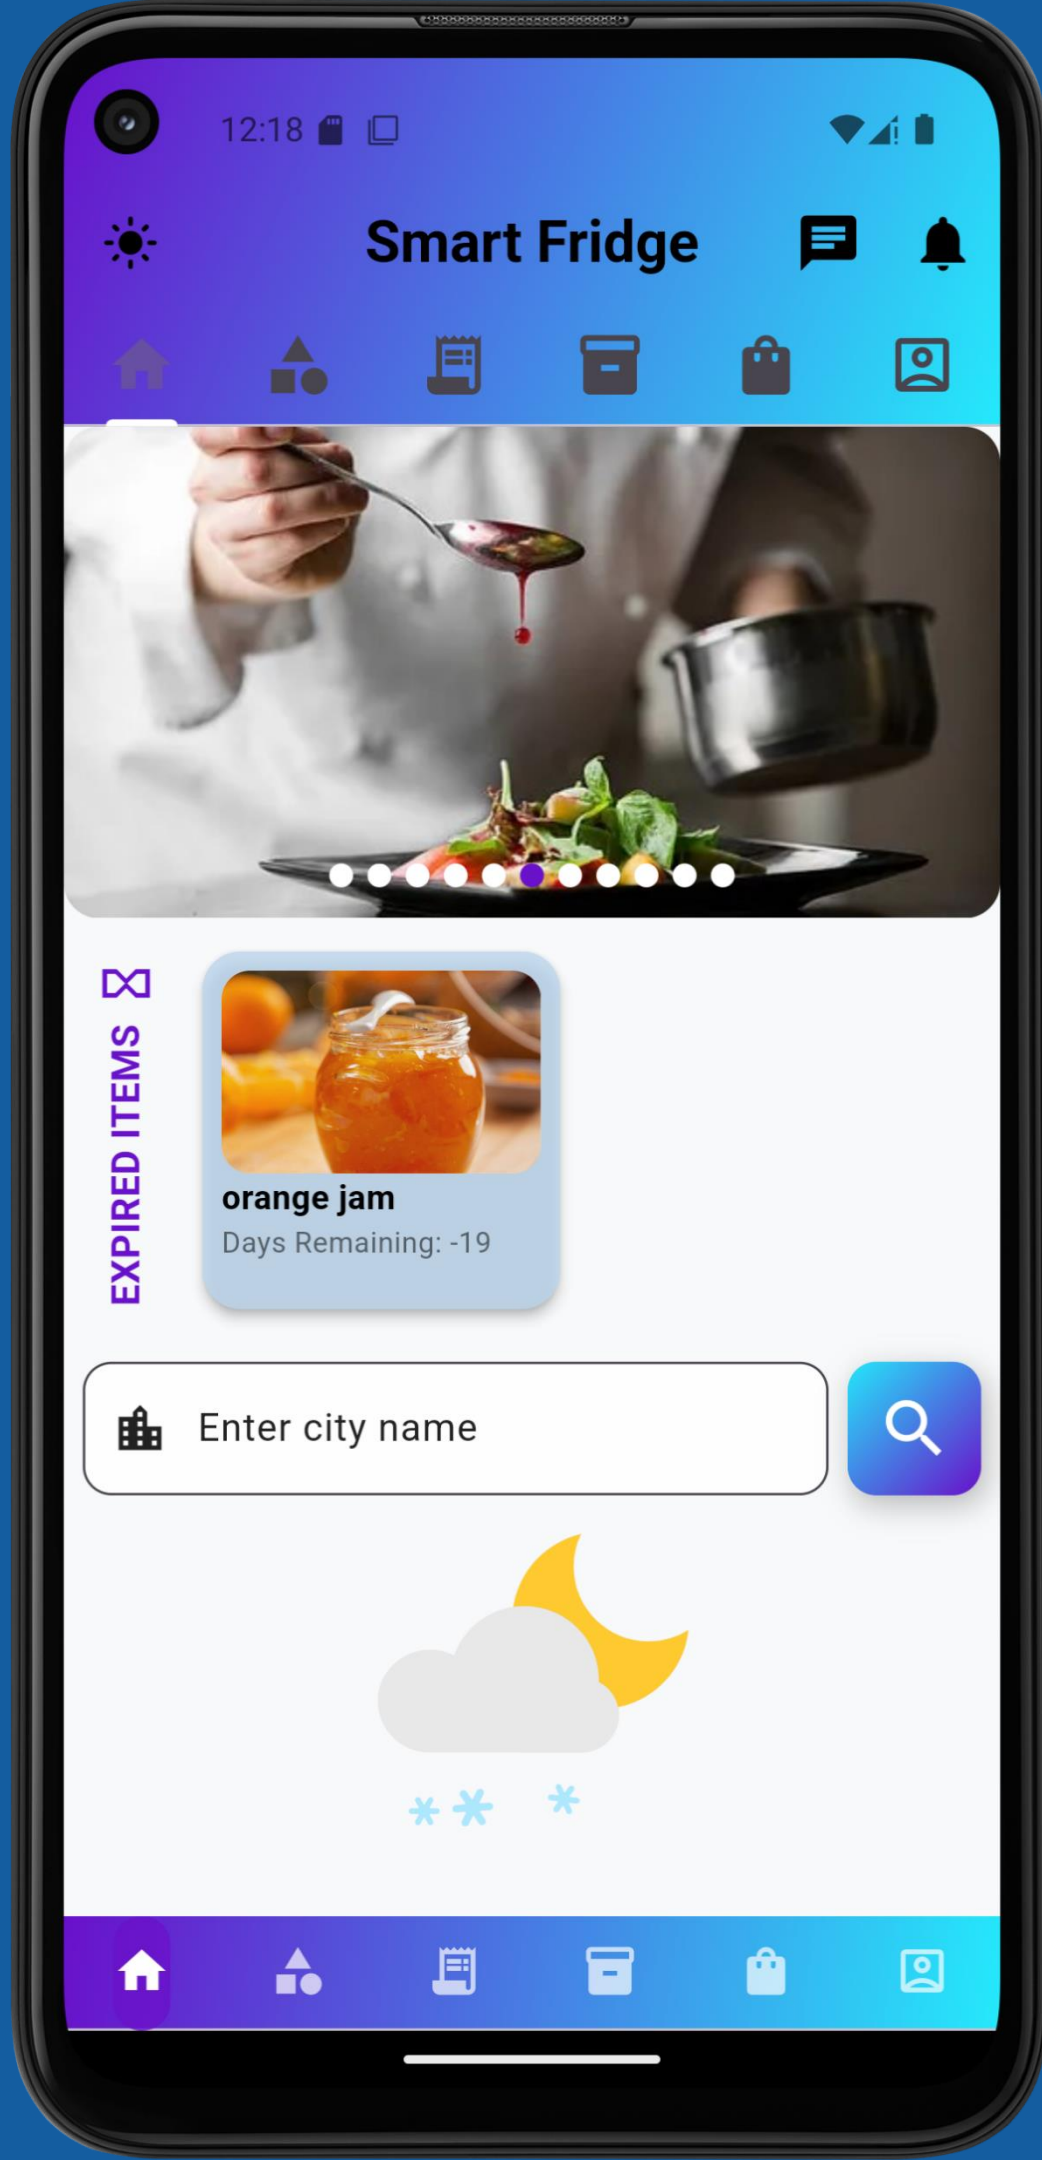 12:18
Smart Fridge
EXPIRED ITEMS
orange jam
Days Remaining: -19
Enter city name